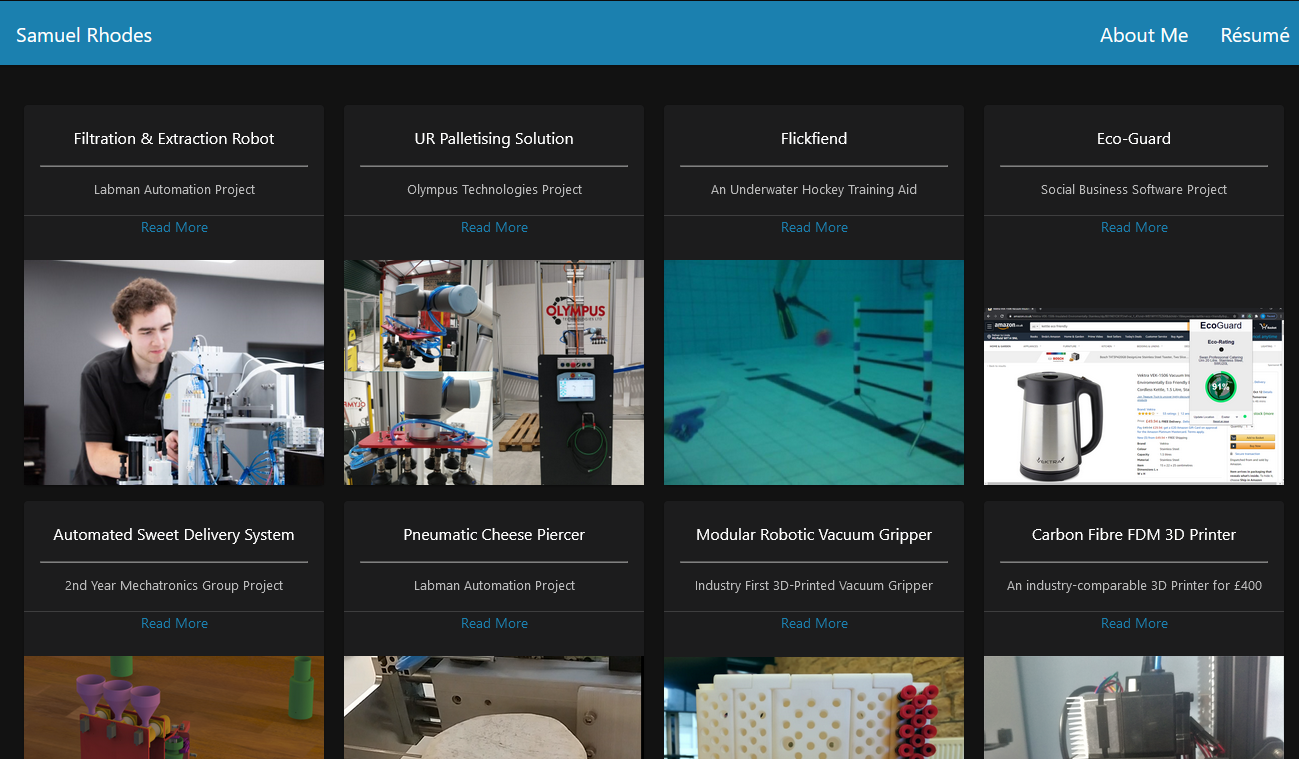 Samuel Rhodes
About Me
Résumé
Filtration & Extraction Robot
Labman Automation Project
Read More
UR Palletising Solution
Olympus Technologies Project
Read More
OLYMPUS
Flickfiend
An Underwater Hockey Training Aid
Read More
Eco-Guard
Social Business Software Project
Read More
amazon
EcoGuard
Eco-Rating
91%
Automated Sweet Delivery System
2nd Year Mechatronics Group Project
Read More
Pneumatic Cheese Piercer
Labman Automation Project
Read More
Modular Robotic Vacuum Gripper
Industry First 3D-Printed Vacuum Gripper
Read More
Carbon Fibre FDM 3D Printer
An industry-comparable 3D Printer for £400
Read More